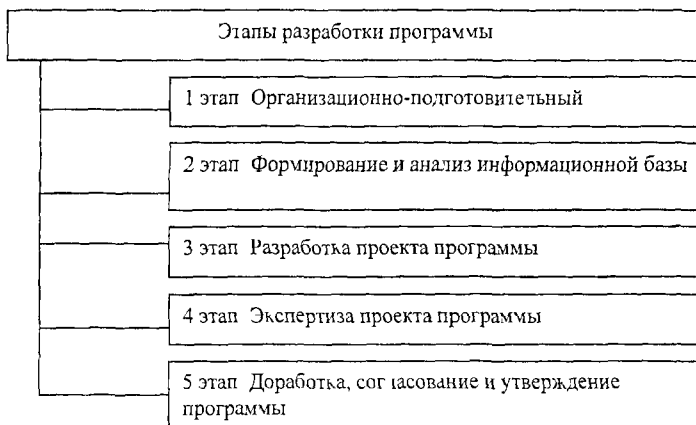 Этапы разработки программы
1 этап Организационно-подготовительный
2 этап Формирование и анализ информационной базы
3 этап Разработка проекта программы
4 этап Экспертиза проекта программы
5 этап Доработка, согласование и утверждение
программы